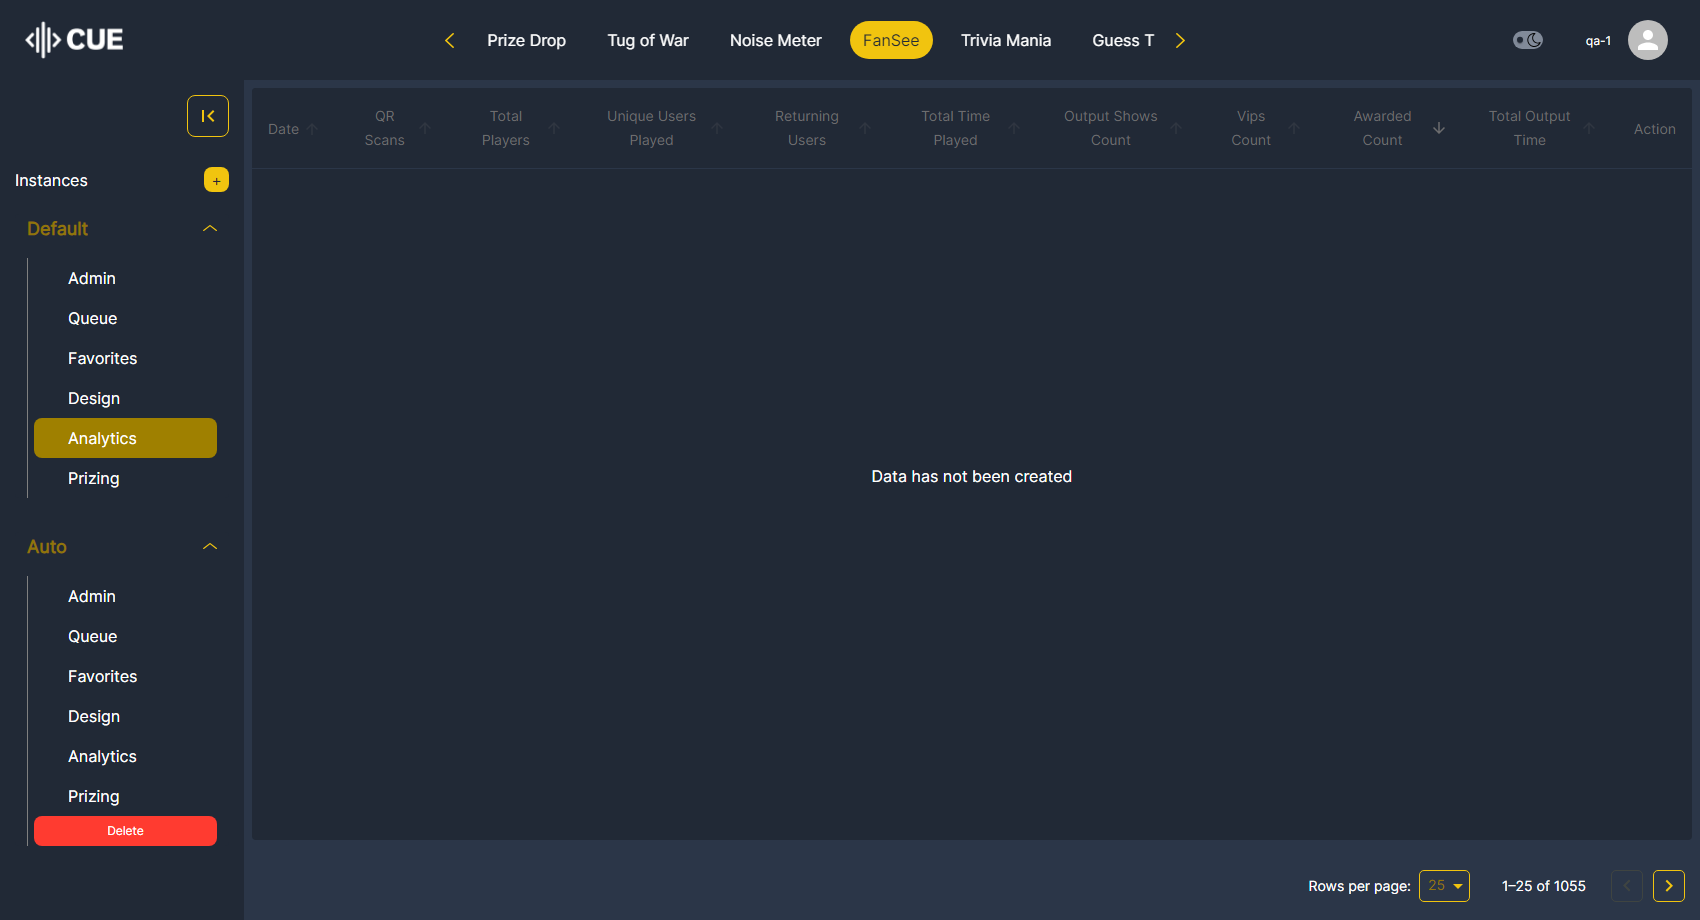 CUE
Prize Drop
Tug of War
Noise Meter
FanSee
Trivia Mania
Guess T
qa-1
Instances
+
Default
Admin
Queue
Favorites
Design
Analytics
Prizing
Auto
Admin
Queue
Favorites
Design
Analytics
Prizing
Delete
Date
QR
Scans
Total
Players
Unique Users
Played
Returning
Users
Total Time
Played
Output Shows
Count
Vips
Count
Awarded
Count
Total Output
Time
Action
Data has not been created
Rows per page:
25
1–25 of 1055